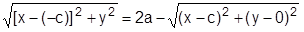 √[x – (–c)]² + y² = 2a – √(x – c)² + (y – 0)²